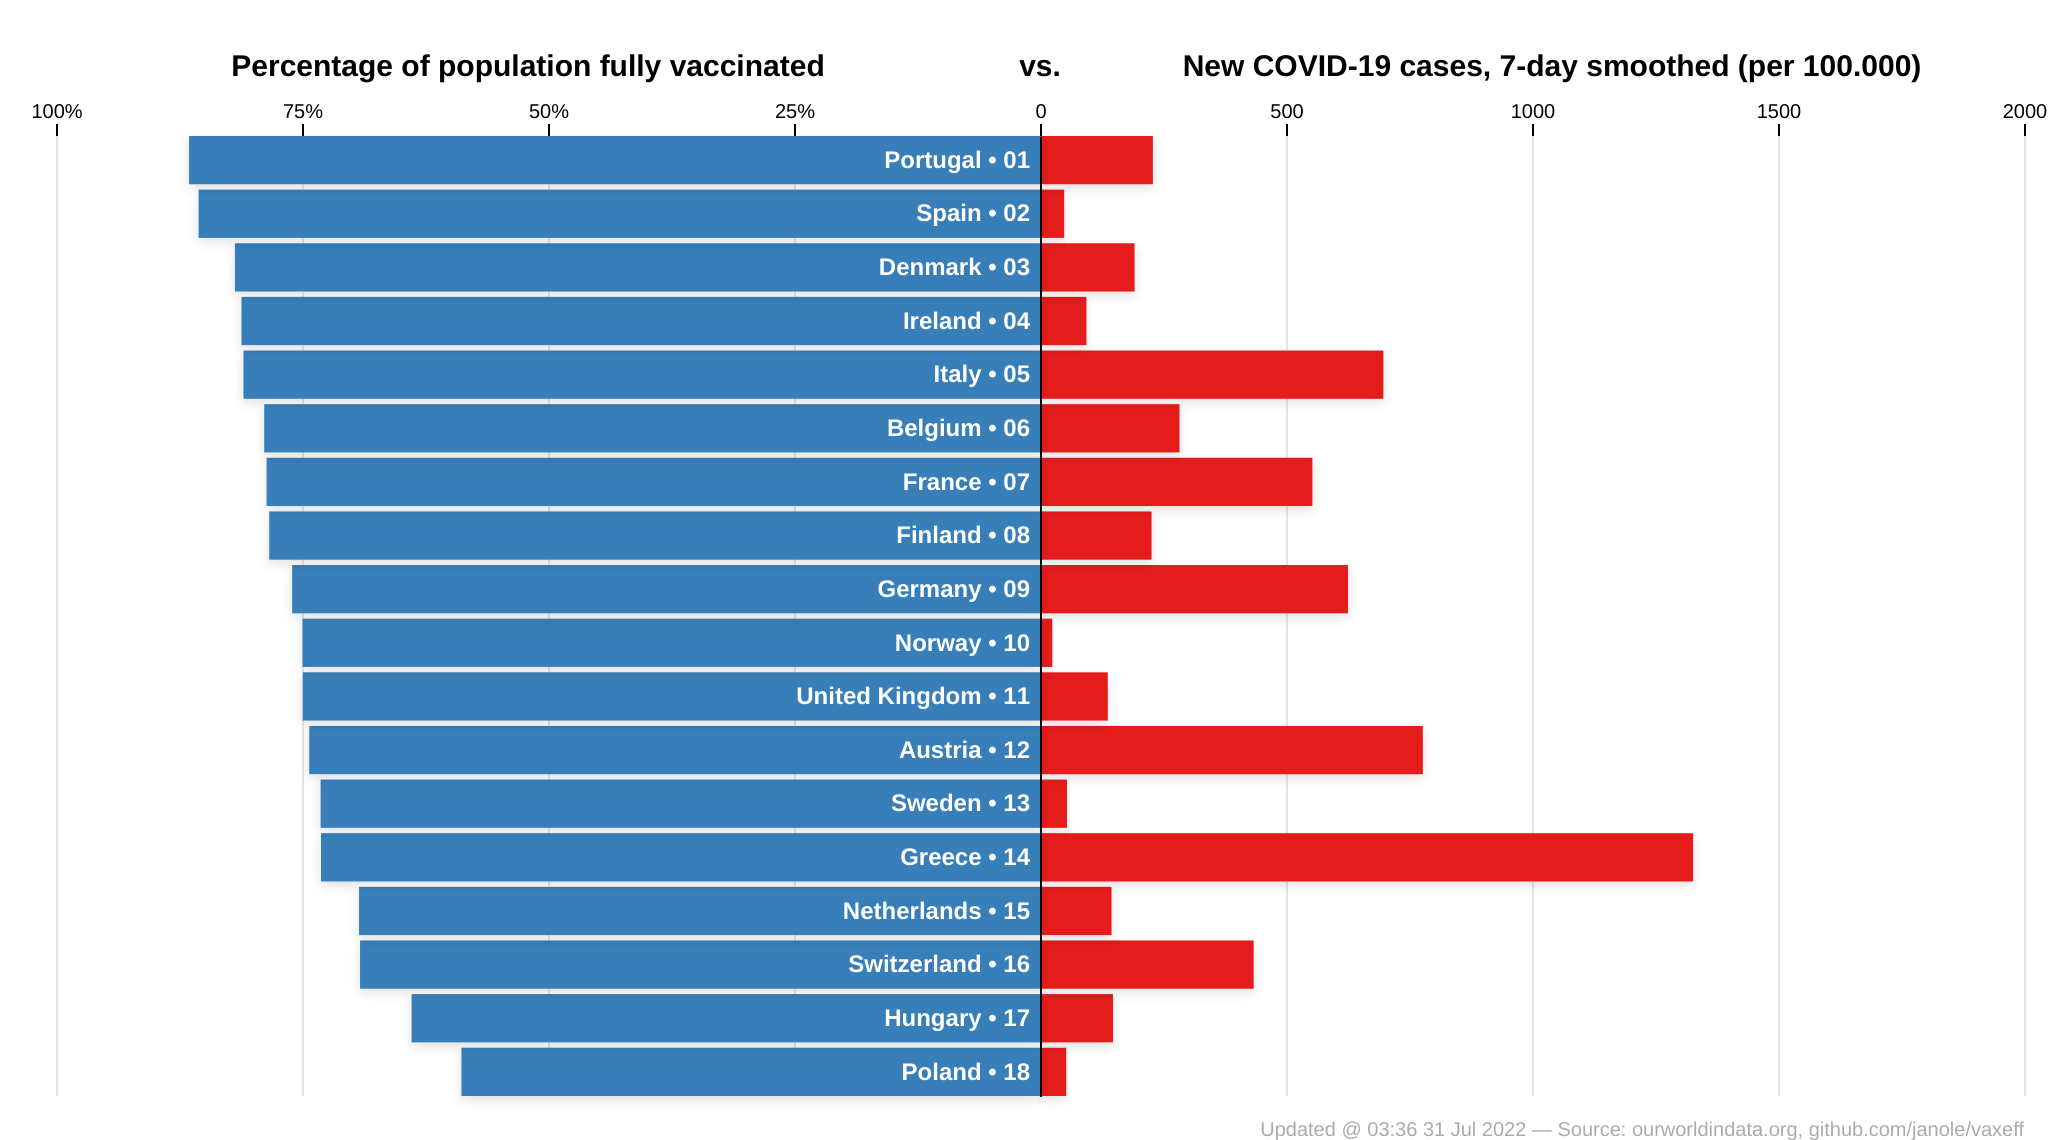 Percentage of population fully vaccinated vs. New COVID-19 cases, 7-day smoothed (per 100.000)
100% 75% 50% 25% 0 500 1000 1500 2000
Portugal • 01
Spain • 02
Denmark • 03
Ireland • 04
Italy • 05
Belgium • 06
France • 07
Finland • 08
Germany • 09
Norway • 10
United Kingdom • 11
Austria • 12
Sweden • 13
Greece • 14
Netherlands • 15
Switzerland • 16
Hungary • 17
Poland • 18
Updated @ 03:36 31 Jul 2022 — Source: ourworldindata.org, github.com/janole/vaxeff